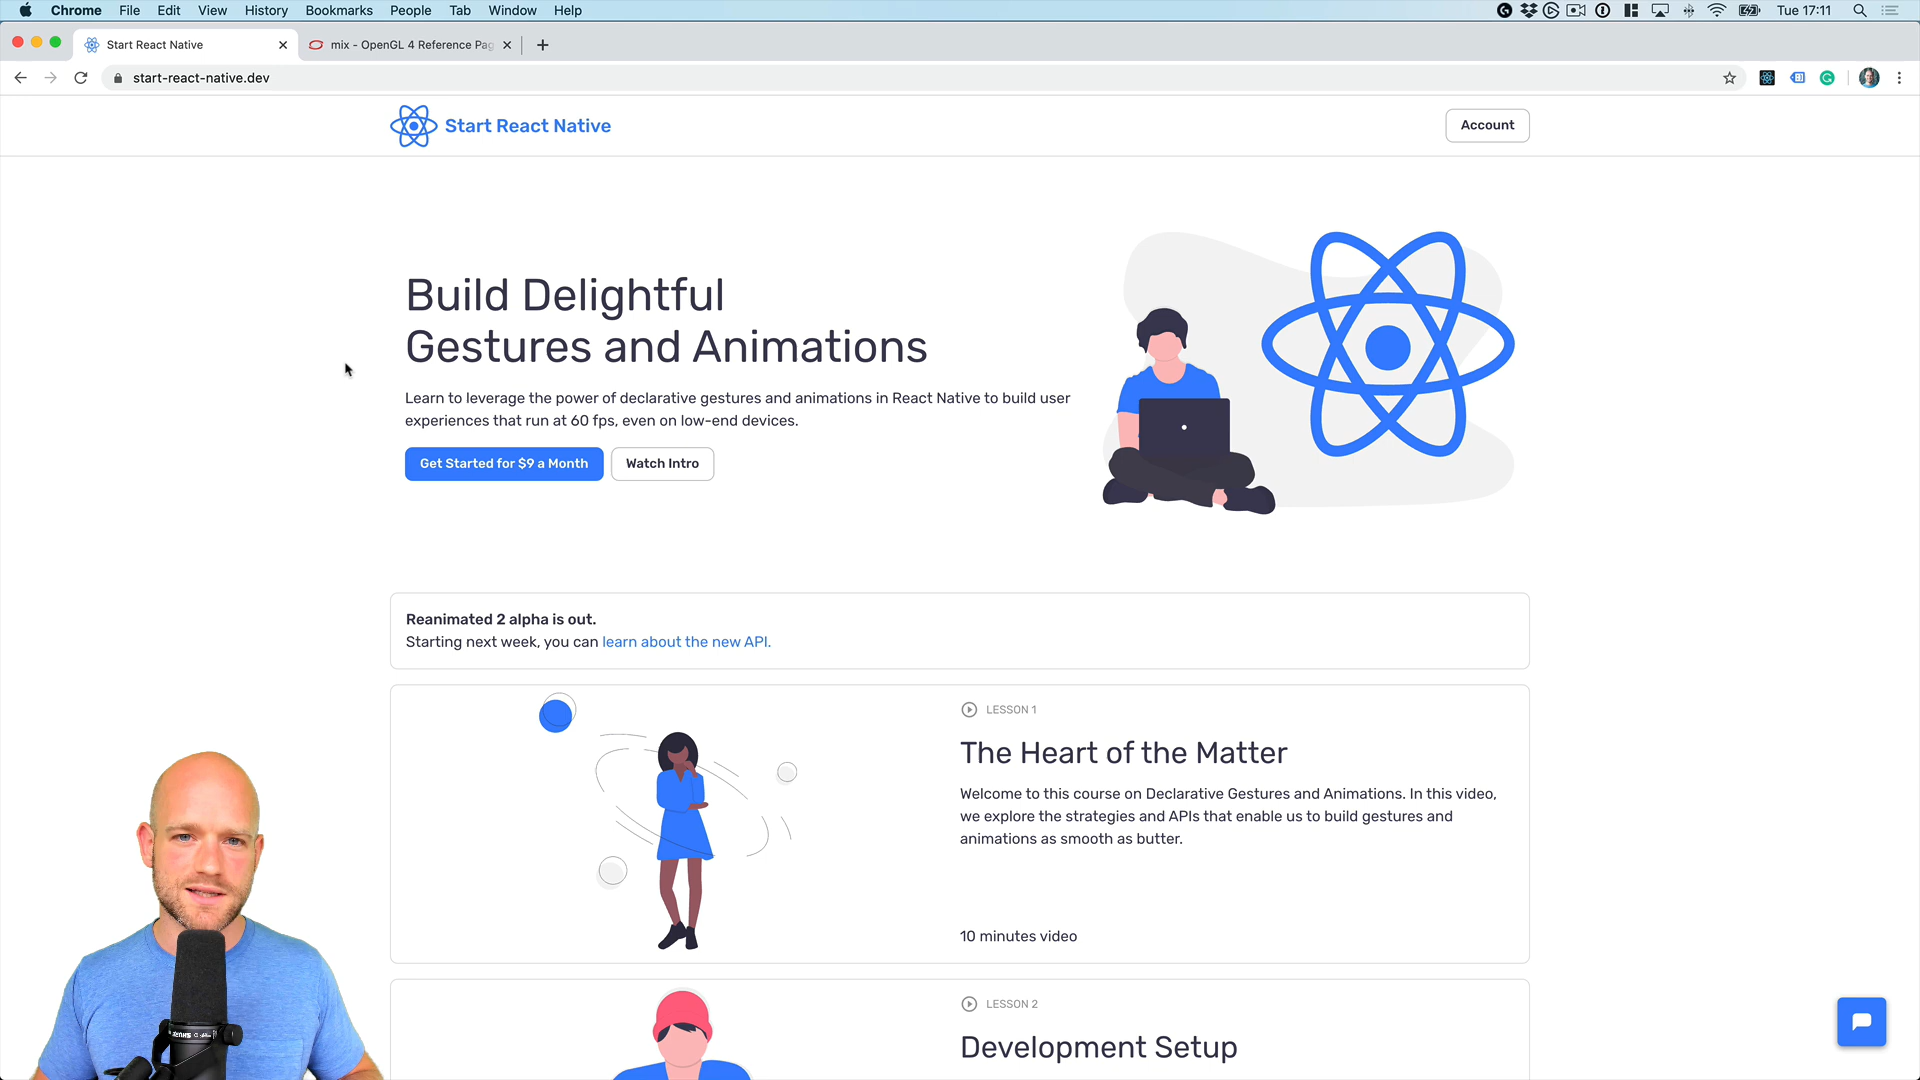 Chrome File Edit View History Bookmarks People Tab Window Help Tue 17:11
Start React Native
mix - OpenGL 4 Reference Pag
start-react-native.dev
Start React Native
Account
Build Delightful
Gestures and Animations
Learn to leverage the power of declarative gestures and animations in React Native to build user
experiences that run at 60 fps, even on low-end devices.
Get Started for $9 a Month
Watch Intro
Reanimated 2 alpha is out.
Starting next week, you can learn about the new API.
LESSON 1
The Heart of the Matter
Welcome to this course on Declarative Gestures and Animations. In this video,
we explore the strategies and APIs that enable us to build gestures and
animations as smooth as butter.
10 minutes video
LESSON 2
Development Setup
SHURE